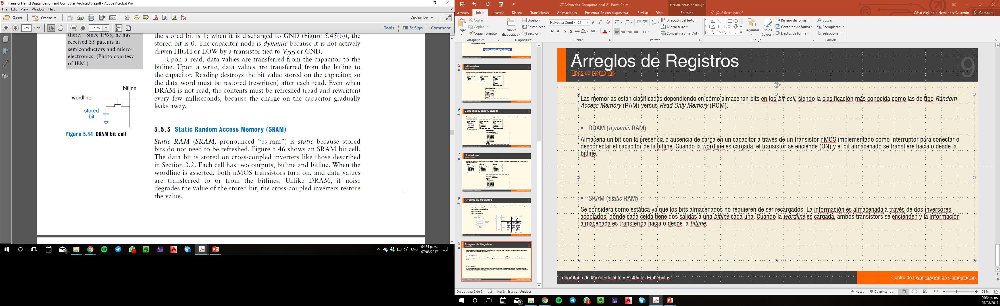 [Harris & Harris] Digital Design and Computer_Architecture.pdf - Adobe Acrobat Pro
File Edit View Window Help
Open Create Customize
259 / 561 151% Tools Fill & Sign Comment
there.” Since 1965, he has
received 35 patents in
semiconductors and micro-
electronics. (Photo courtesy
of IBM.)
the stored bit is 1; when it is discharged to GND (Figure 5.45(b)), the
stored bit is 0. The capacitor node is dynamic because it is not actively
driven HIGH or LOW by a transistor tied to VDD or GND.
Upon a read, data values are transferred from the capacitor to the
bitline. Upon a write, data values are transferred from the bitline to
the capacitor. Reading destroys the bit value stored on the capacitor, so
the data word must be restored (rewritten) after each read. Even when
DRAM is not read, the contents must be refreshed (read and rewritten)
every few milliseconds, because the charge on the capacitor gradually
leaks away.
bitline
wordline
stored
bit
Figure 5.44 DRAM bit cell
5.5.3 Static Random Access Memory (SRAM)
Static RAM (SRAM, pronounced “es-ram”) is static because stored
bits do not need to be refreshed. Figure 5.46 shows an SRAM bit cell.
The data bit is stored on cross-coupled inverters like those described
in Section 3.2. Each cell has two outputs, bitline and bitline. When the
wordline is asserted, both nMOS transistors turn on, and data values
are transferred to or from the bitlines. Unlike DRAM, if noise
degrades the value of the stored bit, the cross-coupled inverters restore
the value.
ENG 04:34 p. m.
07/08/2017
C7.Aritmetica-Computacional-2 - PowerPoint Herramientas de dibujo
Archivo Inicio Insertar Diseño Transiciones Animaciones Presentación con diapositivas Revisar Vista Formato ¿Qué desea hacer? César Alejandro Hernández Calderón Compartir
Pegar
Cortar
Copiar
Copiar formato
Portapapeles
Nueva
diapositiva
Diseño
Restablecer
Sección
Diapositivas
Helvetica Cond 22
N K S S abc AV Aa A
Fuente
Dirección del texto
Alinear texto
Convertir a SmartArt
Párrafo
Organizar
Estilos
rápidos
Relleno de forma
Contorno de forma
Efectos de forma
Dibujo
Buscar
Reemplazar
Seleccionar
Edición
5
If-then-else
6
Case (case, casex, casez)
7
Contadores
8
Arreglos de Registros
9
Arreglos de Registros
Arreglos de Registros
Tipos de memorias
9
Las memorias están clasificadas dependiendo en cómo almacenan bits en los bit-cell, siendo la clasificación más conocida como las de tipo Random
Access Memory (RAM) versus Read Only Memory (ROM).
▪ DRAM (dynamic RAM)
Almacena un bit con la presencia o ausencia de carga en un capacitor a través de un transistor nMOS implementado como interruptor para conectar o
desconectar el capacitor de la bitline. Cuando la wordline es cargada, el transistor se enciende (ON) y el bit almacenado se transfiere hacia o desde la
bitline.
▪ SRAM (static RAM)
Se considera como estática ya que los bits almacenados no requieren de ser recargados. La información es almacenada a través de dos inversores
acoplados, dónde cada celda tiene dos salidas a una bitline cada una. Cuando la wordline es cargada, ambos transistors se encienden y la información
almacenada es transferida hacia o desde la bitline.
Laboratorio de Microtenología y Sistemas Embebidos
Centro de Investigación en Computación
Diapositiva 9 de 9 Inglés (Estados Unidos) Notas Comentarios 78 %
04:34 p. m.
07/08/2017